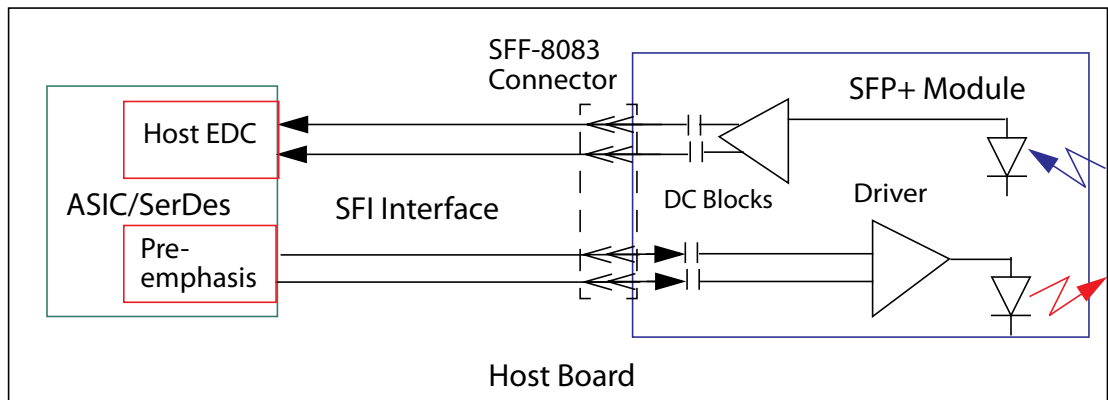 SFF-8083
Connector
SFP+ Module
Host EDC
ASIC/SerDes
SFI Interface
DC Blocks
Driver
Pre-
emphasis
Host Board